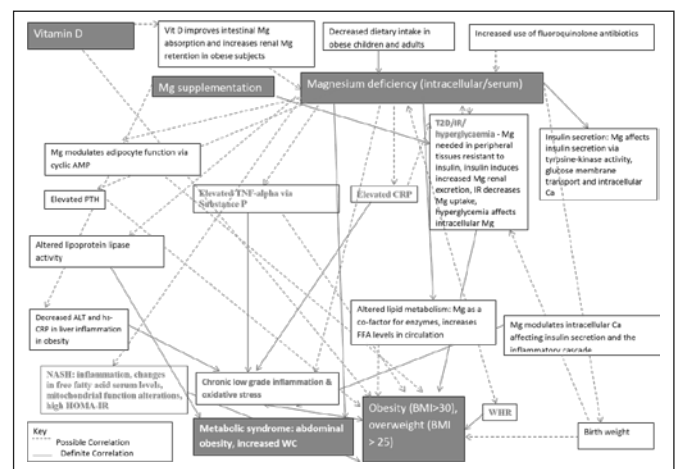 Vitamin D
Vit D improves intestinal Mg
absorption and increases renal Mg
retention in obese subjects
Decreased dietary intake in
obese children and adults
Increased use of fluoroquinolone antibiotics
Mg supplementation
Magnesium deficiency (intracellular/serum)
Mg modulates adipocyte function via
cyclic AMP
T2D/IR/
hyperglycaemia - Mg
needed in peripheral
tissues resistant to
insulin, insulin induces
increased Mg renal
excretion, IR decreases
Mg uptake,
hyperglycemia affects
intracellular Mg
Insulin secretion: Mg affects
insulin secretion via
tyrosine-kinase activity,
glucose membrane
transport and intracellular
Ca
Elevated PTH
Elevated TNF-alpha via
Substance P
Elevated CRP
Altered lipoprotein lipase
activity
Decreased ALT and hs-
CRP in liver inflammation
in obesity
Altered lipid metabolism: Mg as a
co-factor for enzymes, increases
FFA levels in circulation
Mg modulates intracellular Ca
affecting insulin secretion and the
inflammatory cascade
NASH: inflammation, changes
in free fatty acid serum levels,
mitochondrial function alterations,
high HOMA-IR
Chronic low grade inflammation &
oxidative stress
Metabolic syndrome: abdominal
obesity, increased WC
Obesity (BMI>30),
overweight (BMI
> 25)
WHR
Birth weight
Key
Possible Correlation
Definite Correlation